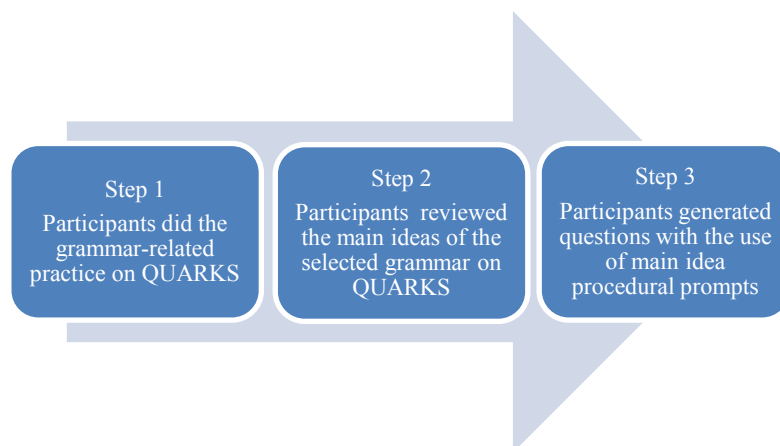 Step 1
Participants did the
grammar-related
practice on QUARKS
Step 2
Participants reviewed
the main ideas of the
selected grammar on
QUARKS
Step 3
Participants generated
questions with the use
of main idea
procedural prompts